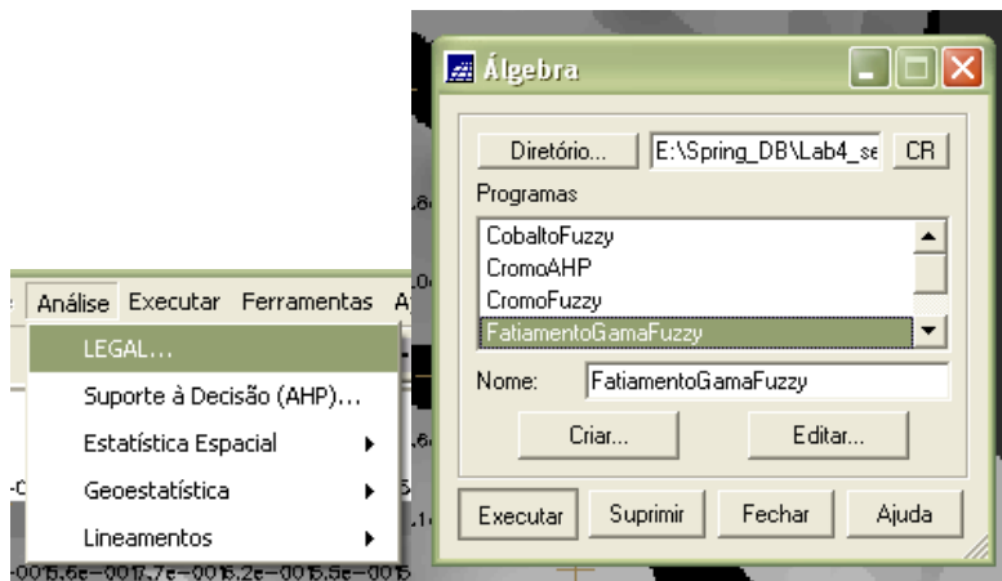 Álgebra
Diretório... E:\Spring_DB\Lab4_se CR
Programas
CobaltoFuzzy
CromoAHP
CromoFuzzy
FatiamentoGamaFuzzy
Nome: FatiamentoGamaFuzzy
Criar... Editar...
Executar Suprimir Fechar Ajuda
Análise Executar Ferramentas
LEGAL...
Suporte à Decisão (AHP)...
Estatística Espacial
Geoestatística
Lineamentos